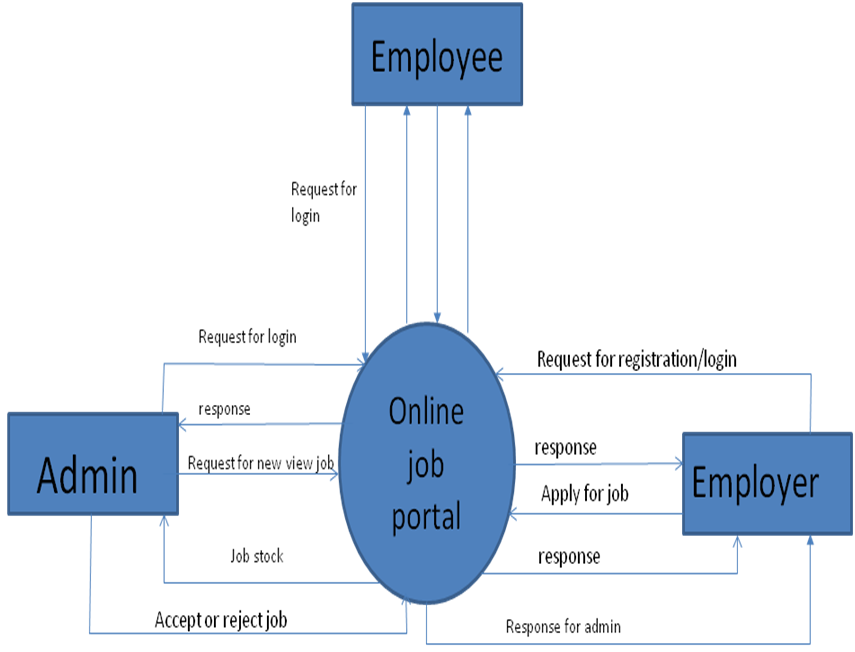 Employee
Request for
login
Request for login
Request for registration/login
response
Online
job
portal
response
Admin
Request for new view job
Employer
Apply for job
Job stock
response
Accept or reject job
Response for admin